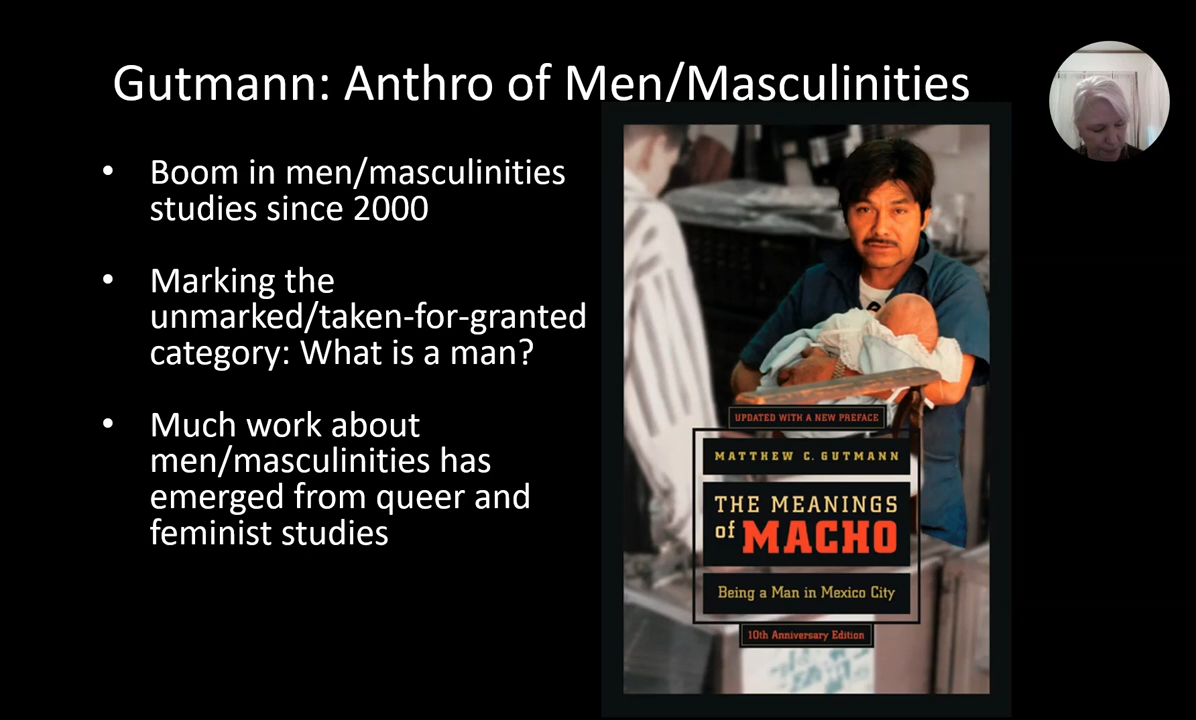 Gutmann: Anthro of Men/Masculinities
• Boom in men/masculinities
studies since 2000
• Marking the
unmarked/taken-for-granted
category: What is a man?
• Much work about
men/masculinities has
emerged from queer and
feminist studies
UPDATED WITH A NEW PREFACE
MATTHEW C. GUTMANN
THE MEANINGS
of MACHO
Being a Man in Mexico City
10th Anniversary Edition